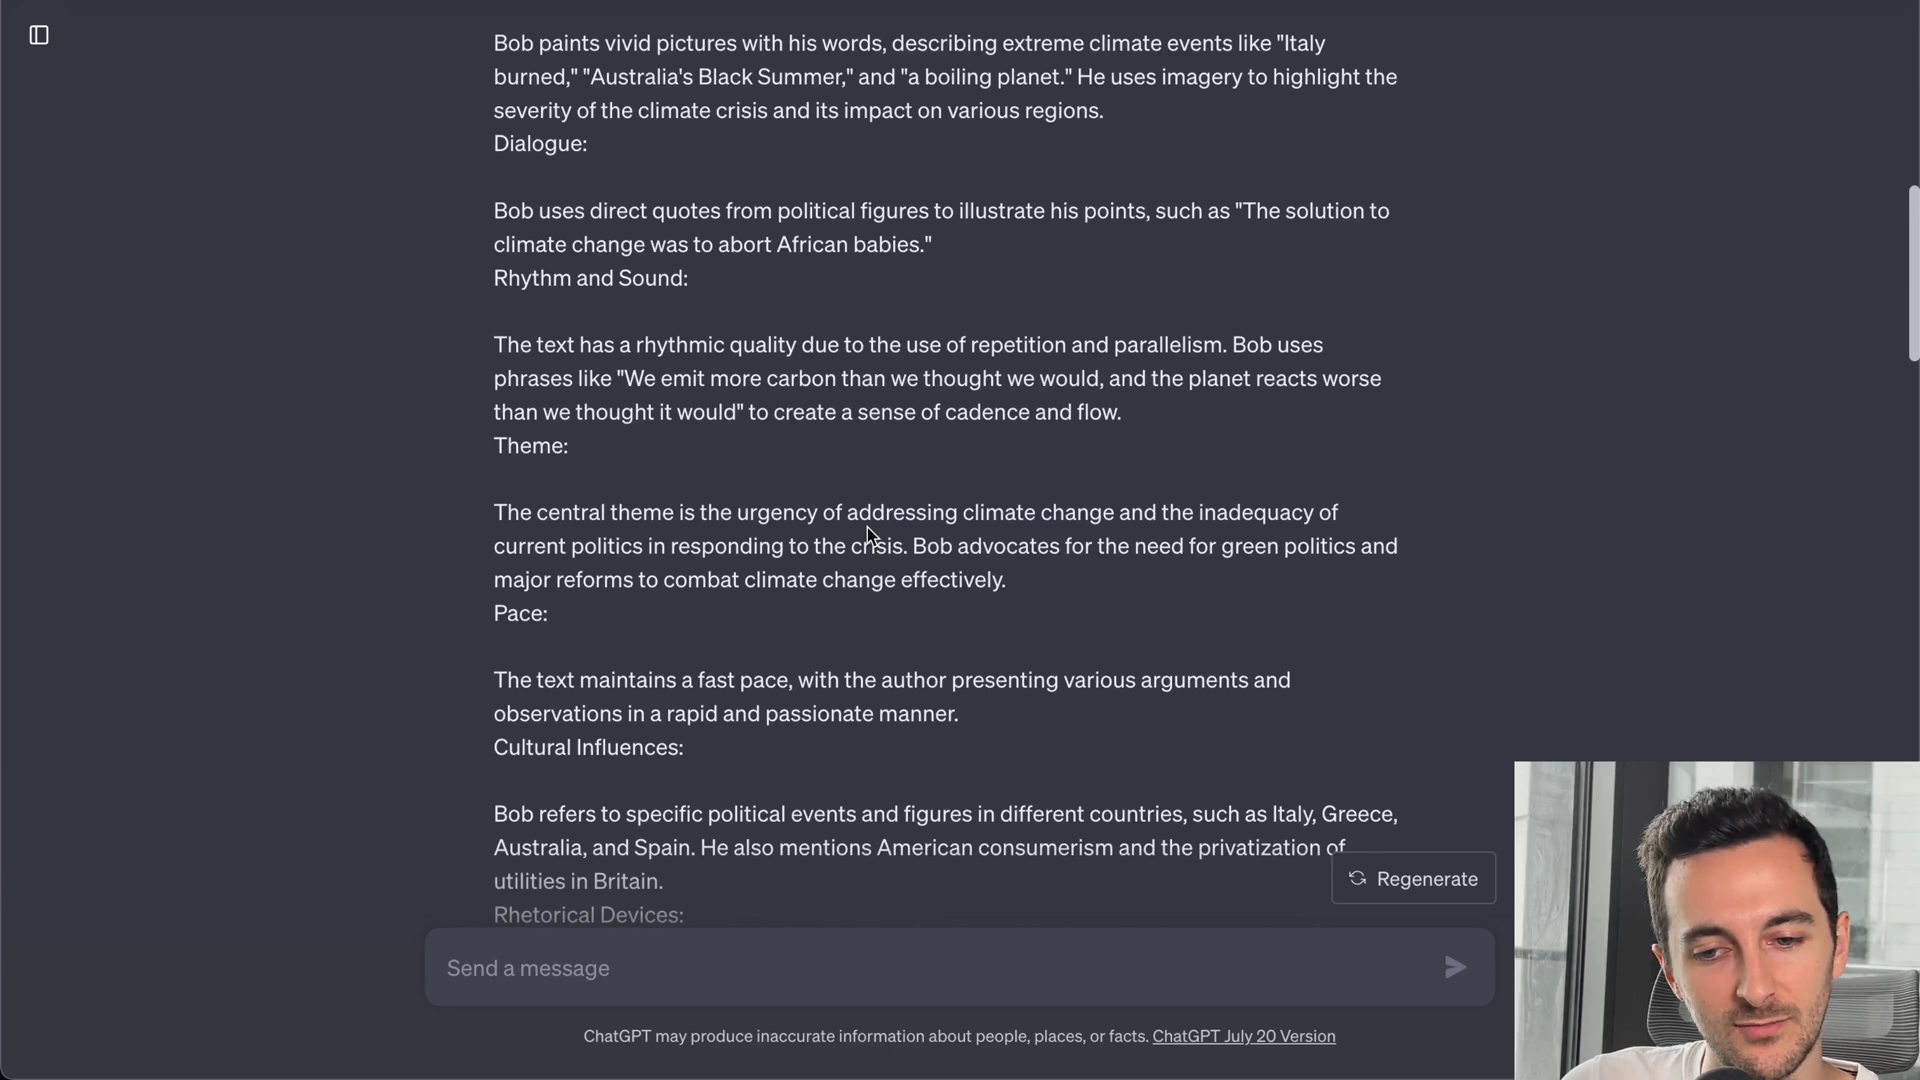 Bob paints vivid pictures with his words, describing extreme climate events like "Italy
burned," "Australia's Black Summer," and "a boiling planet." He uses imagery to highlight the
severity of the climate crisis and its impact on various regions.
Dialogue:
Bob uses direct quotes from political figures to illustrate his points, such as "The solution to
climate change was to abort African babies."
Rhythm and Sound:
The text has a rhythmic quality due to the use of repetition and parallelism. Bob uses
phrases like "We emit more carbon than we thought we would, and the planet reacts worse
than we thought it would" to create a sense of cadence and flow.
Theme:
The central theme is the urgency of addressing climate change and the inadequacy of
current politics in responding to the crisis. Bob advocates for the need for green politics and
major reforms to combat climate change effectively.
Pace:
The text maintains a fast pace, with the author presenting various arguments and
observations in a rapid and passionate manner.
Cultural Influences:
Bob refers to specific political events and figures in different countries, such as Italy, Greece,
Australia, and Spain. He also mentions American consumerism and the privatization of
utilities in Britain.
Regenerate
Rhetorical Devices:
Send a message
ChatGPT may produce inaccurate information about people, places, or facts. ChatGPT July 20 Version